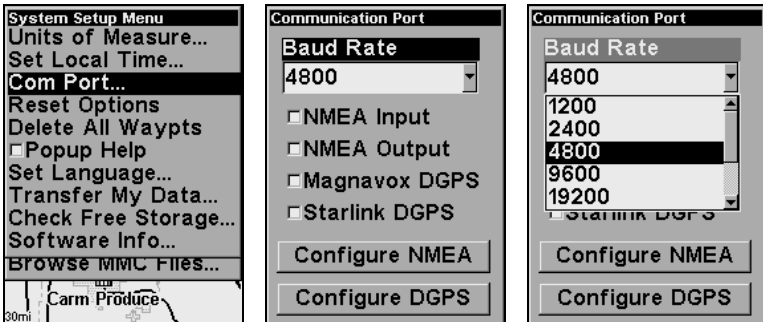 System Setup Menu
Units of Measure...
Set Local Time...
Com Port...
Reset Options
Delete All Waypts
Popup Help
Set Language...
Transfer My Data...
Check Free Storage...
Software Info...
Browse MMC Files...
Carm Produce
30mi
Communication Port
Baud Rate
4800
NMEA Input
NMEA Output
Magnavox DGPS
Starlink DGPS
Configure NMEA
Configure DGPS
Communication Port
Baud Rate
4800
1200
2400
4800
9600
19200
Starlink DGPS
Configure NMEA
Configure DGPS